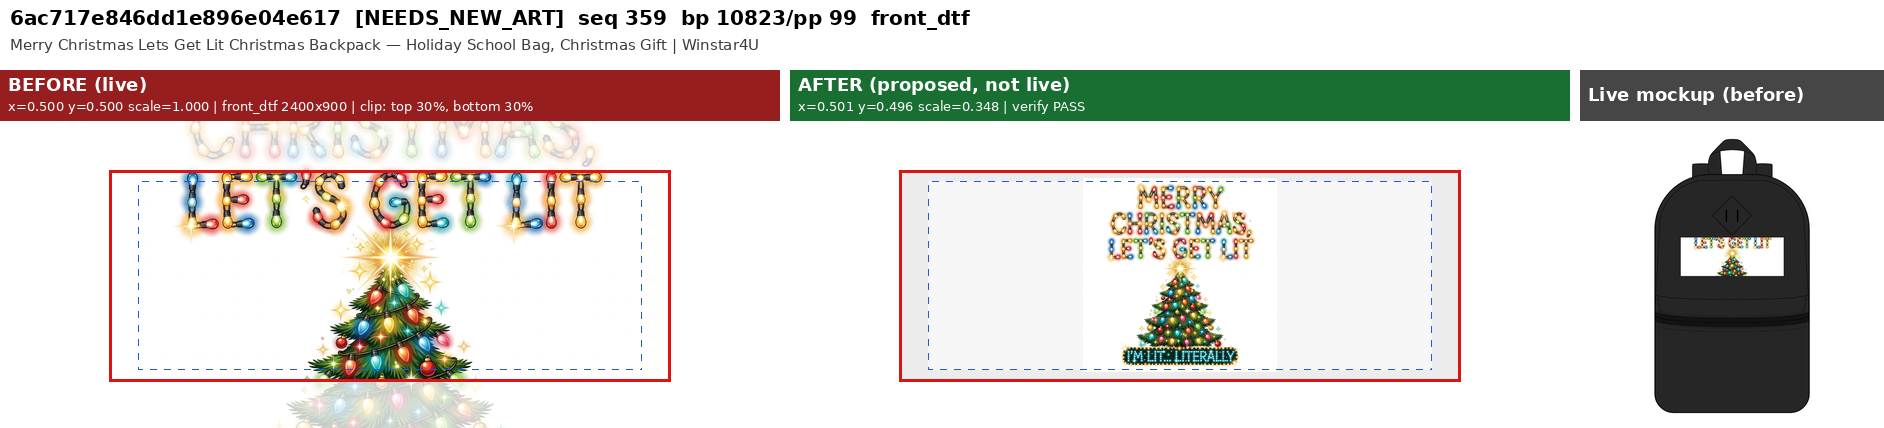 6ac717e846dd1e896e04e617 [NEEDS_NEW_ART] seq 359 bp 10823/pp 99 front_dtf
Merry Christmas Lets Get Lit Christmas Backpack — Holiday School Bag, Christmas Gift | Winstar4U
BEFORE (live)
x=0.500 y=0.500 scale=1.000 | front_dtf 2400x900 | clip: top 30%, bottom 30%
CHRISTMAS,
LET'S GET LIT
AFTER (proposed, not live)
x=0.501 y=0.496 scale=0.348 | verify PASS
MERRY
CHRISTMAS,
LET'S GET LIT
I'M LIT... LITERALLY
Live mockup (before)
LET'S GET LIT